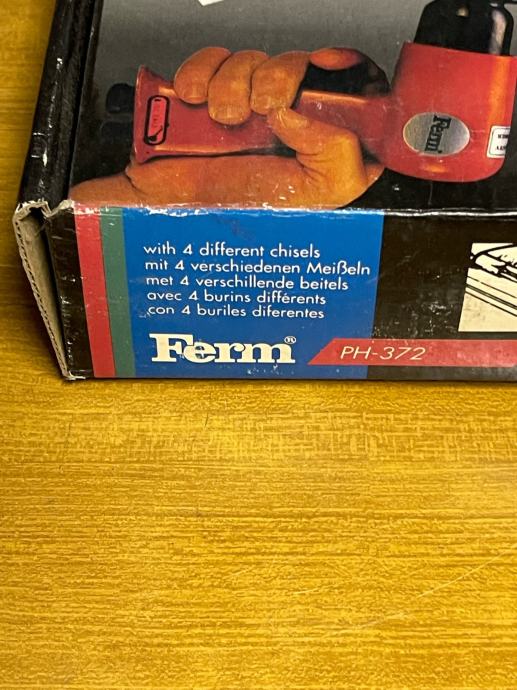 Ferm
with 4 different chisels
mit 4 verschiedenen Meißeln
met 4 verschillende beitels
avec 4 burins différents
con 4 buriles diferentes
Ferm®
PH-372